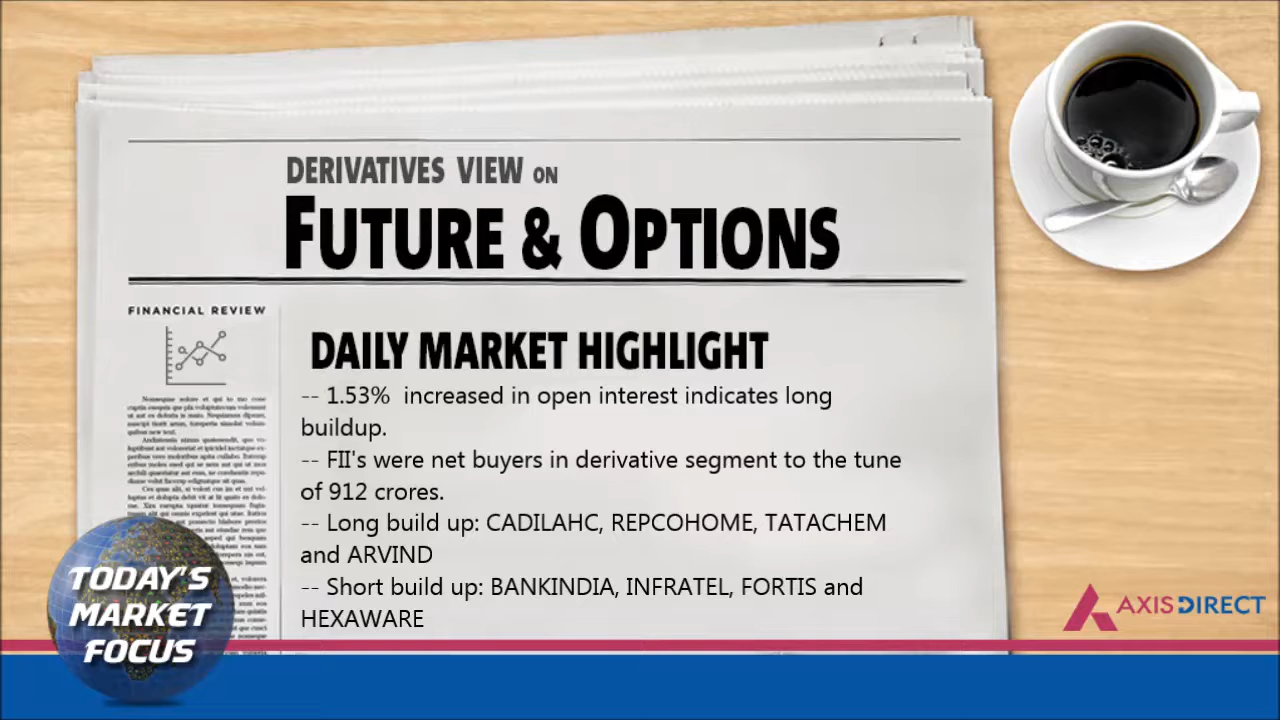 DERIVATIVES VIEW ON
FUTURE & OPTIONS
FINANCIAL REVIEW
DAILY MARKET HIGHLIGHT
-- 1.53%  increased in open interest indicates long
buildup.
-- FII's were net buyers in derivative segment to the tune
of 912 crores.
-- Long build up: CADILAHC, REPCOHOME, TATACHEM
and ARVIND
-- Short build up: BANKINDIA, INFRATEL, FORTIS and
HEXAWARE
TODAY'S
MARKET
FOCUS
AXIS DIRECT